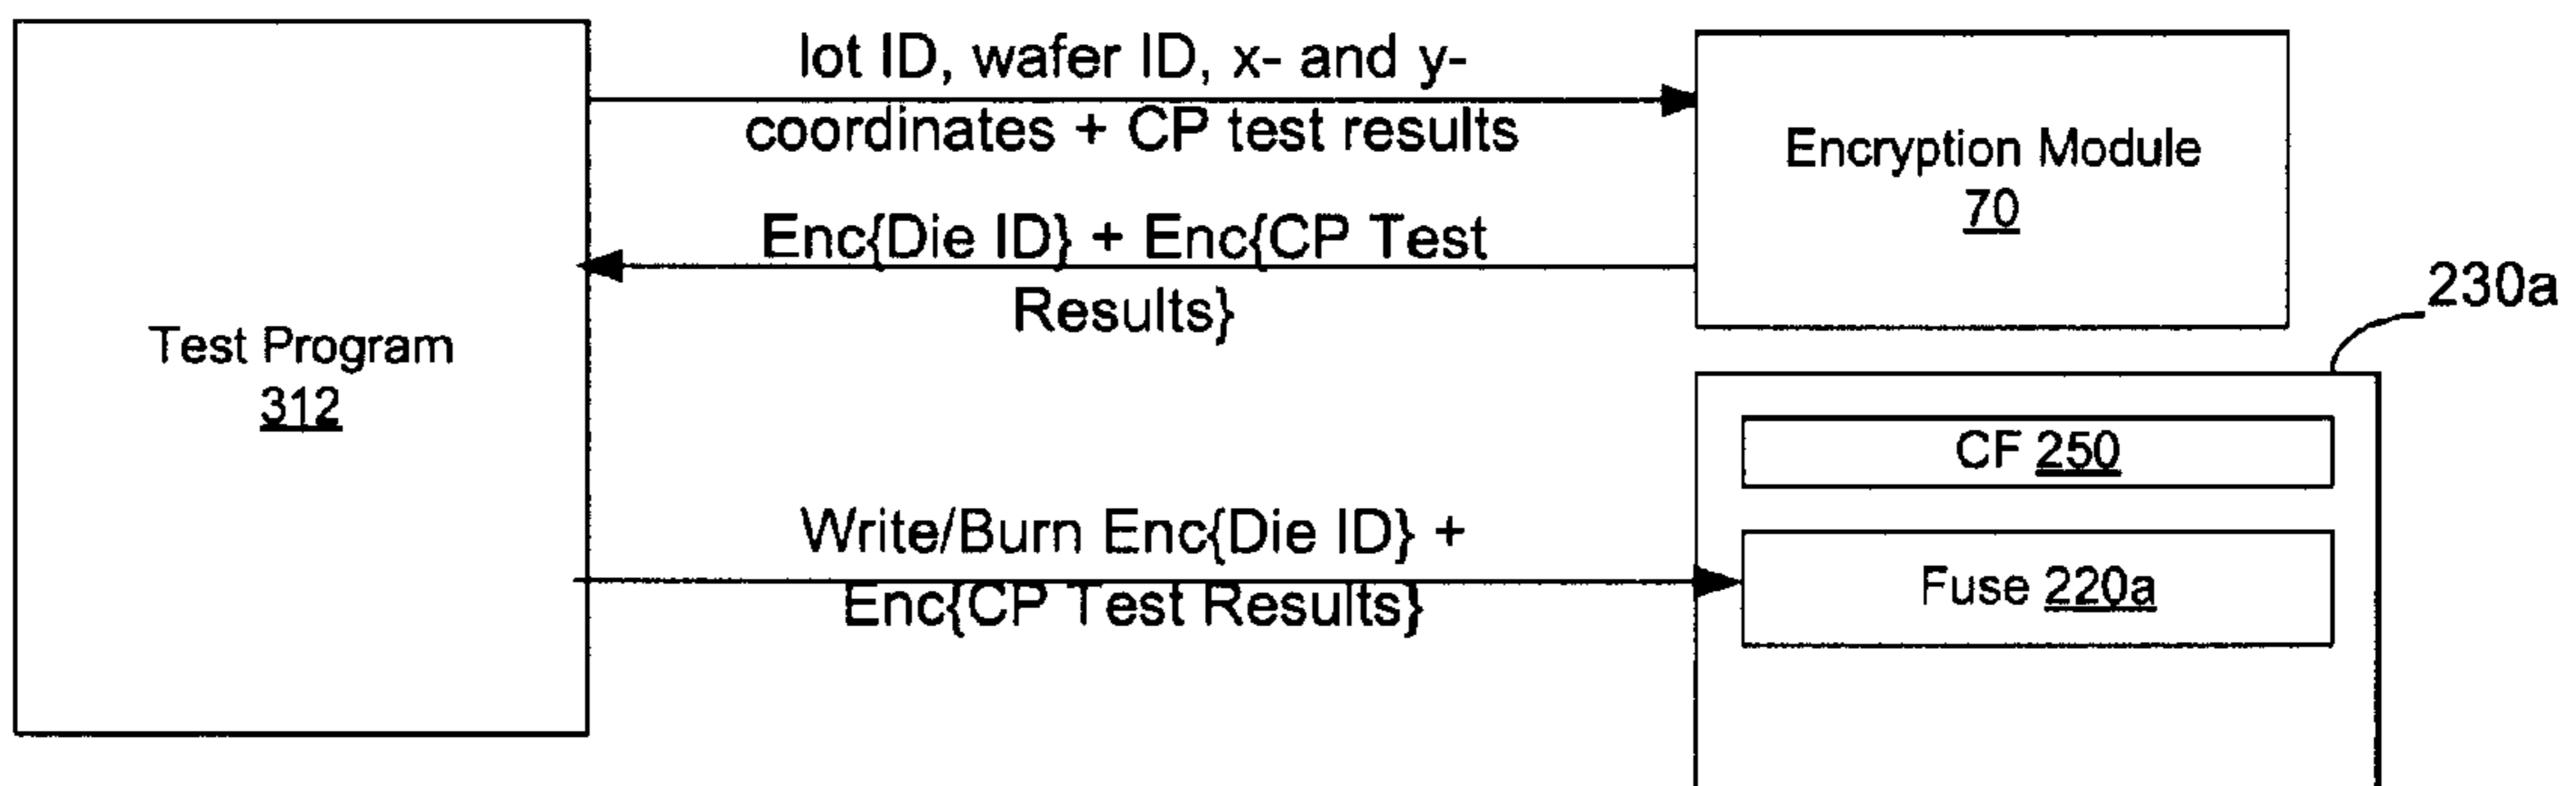 lot ID, wafer ID, x- and y-
coordinates + CP test results
Encryption Module
70
Enc{Die ID} + Enc{CP Test
Results}
230a
Test Program
312
CF 250
Write/Burn Enc{Die ID} +
Enc{CP Test Results}
Fuse 220a